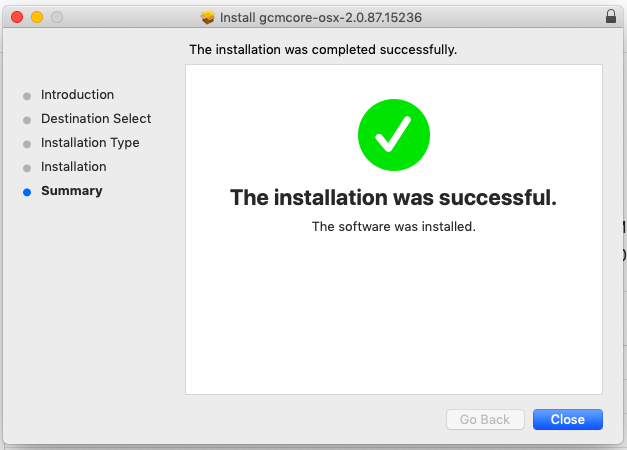 Install gcmcore-osx-2.0.87.15236
The installation was completed successfully.
Introduction
Destination Select
Installation Type
Installation
Summary
The installation was successful.
The software was installed.
Go Back
Close